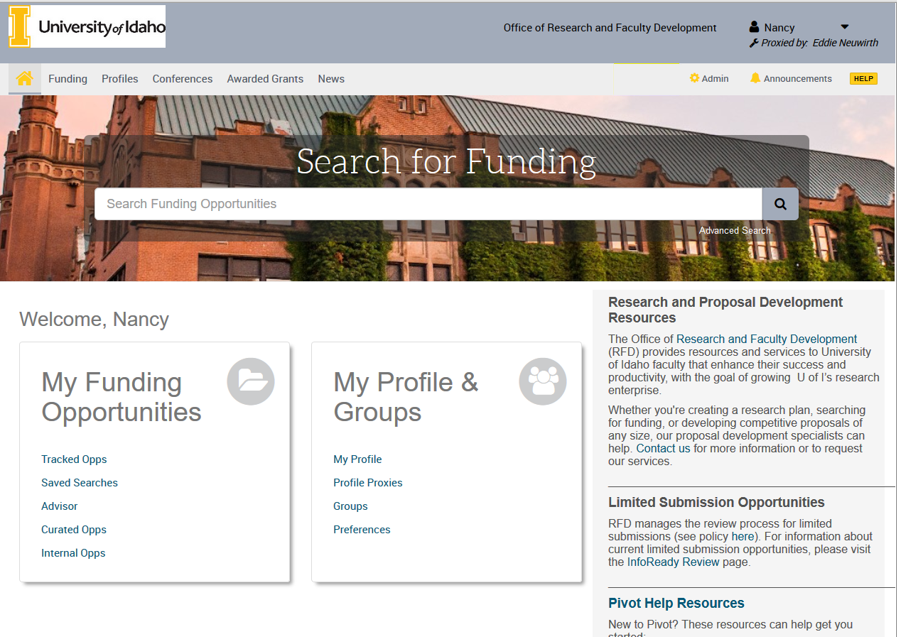 University of Idaho
Office of Research and Faculty Development
Nancy
Proxied by: Eddie Neuwirth
Funding Profiles Conferences Awarded Grants News
Admin Announcements HELP
Search for Funding
Search Funding Opportunities
Advanced Search
Welcome, Nancy
My Funding
Opportunities
Tracked Opps
Saved Searches
Advisor
Curated Opps
Internal Opps
My Profile &
Groups
My Profile
Profile Proxies
Groups
Preferences
Research and Proposal Development
Resources
The Office of Research and Faculty Development
(RFD) provides resources and services to University
of Idaho faculty that enhance their success and
productivity, with the goal of growing U of I's research
enterprise.
Whether you're creating a research plan, searching
for funding, or developing competitive proposals of
any size, our proposal development specialists can
help. Contact us for more information or to request
our services.
Limited Submission Opportunities
RFD manages the review process for limited
submissions (see policy here). For information about
current limited submission opportunities, please visit
the InfoReady Review page.
Pivot Help Resources
New to Pivot? These resources can help get you
started: